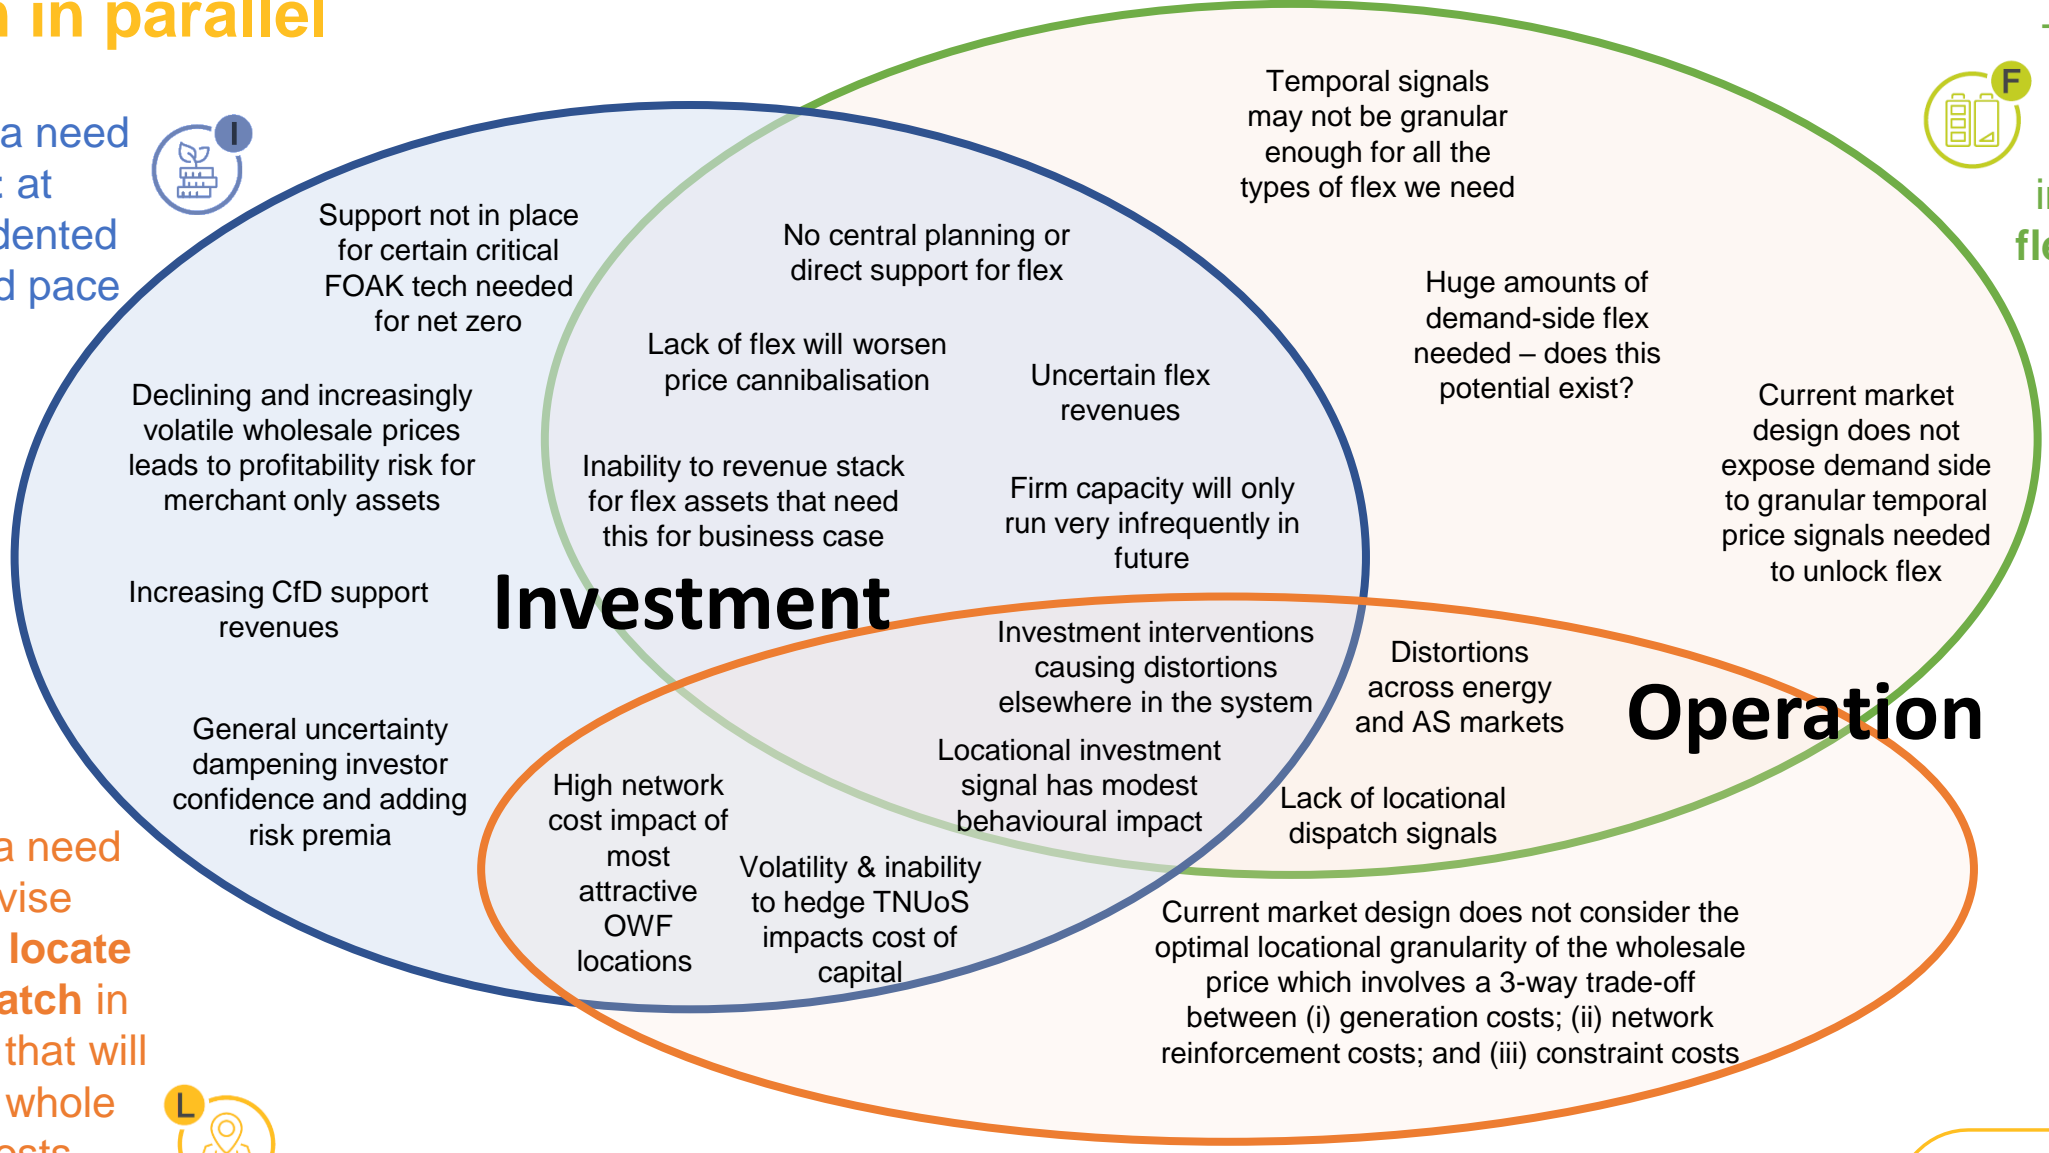 in parallel
a need
at
d pace
I
F
Support not in place
for certain critical
FOAK tech needed
for net zero
Declining and increasingly
volatile wholesale prices
leads to profitability risk for
merchant only assets
Increasing CfD support
revenues
General uncertainty
dampening investor
confidence and adding
risk premia
No central planning or
direct support for flex
Lack of flex will worsen
price cannibalisation
Uncertain flex
revenues
Inability to revenue stack
for flex assets that need
this for business case
Firm capacity will only
run very infrequently in
future
Temporal signals
may not be granular
enough for all the
types of flex we need
Huge amounts of
demand-side flex
needed – does this
potential exist?
Current market
design does not
expose demand side
to granular temporal
price signals needed
to unlock flex
Investment
Operation
Investment interventions
causing distortions
elsewhere in the system
Locational investment
signal has modest
behavioural impact
Distortions
across energy
and AS markets
Lack of locational
dispatch signals
High network
cost impact of
most
attractive
OWF
locations
Volatility & inability
to hedge TNUoS
impacts cost of
capital
Current market design does not consider the
optimal locational granularity of the wholesale
price which involves a 3-way trade-off
between (i) generation costs; (ii) network
reinforcement costs; and (iii) constraint costs
a need
locate
in
that will
whole
L